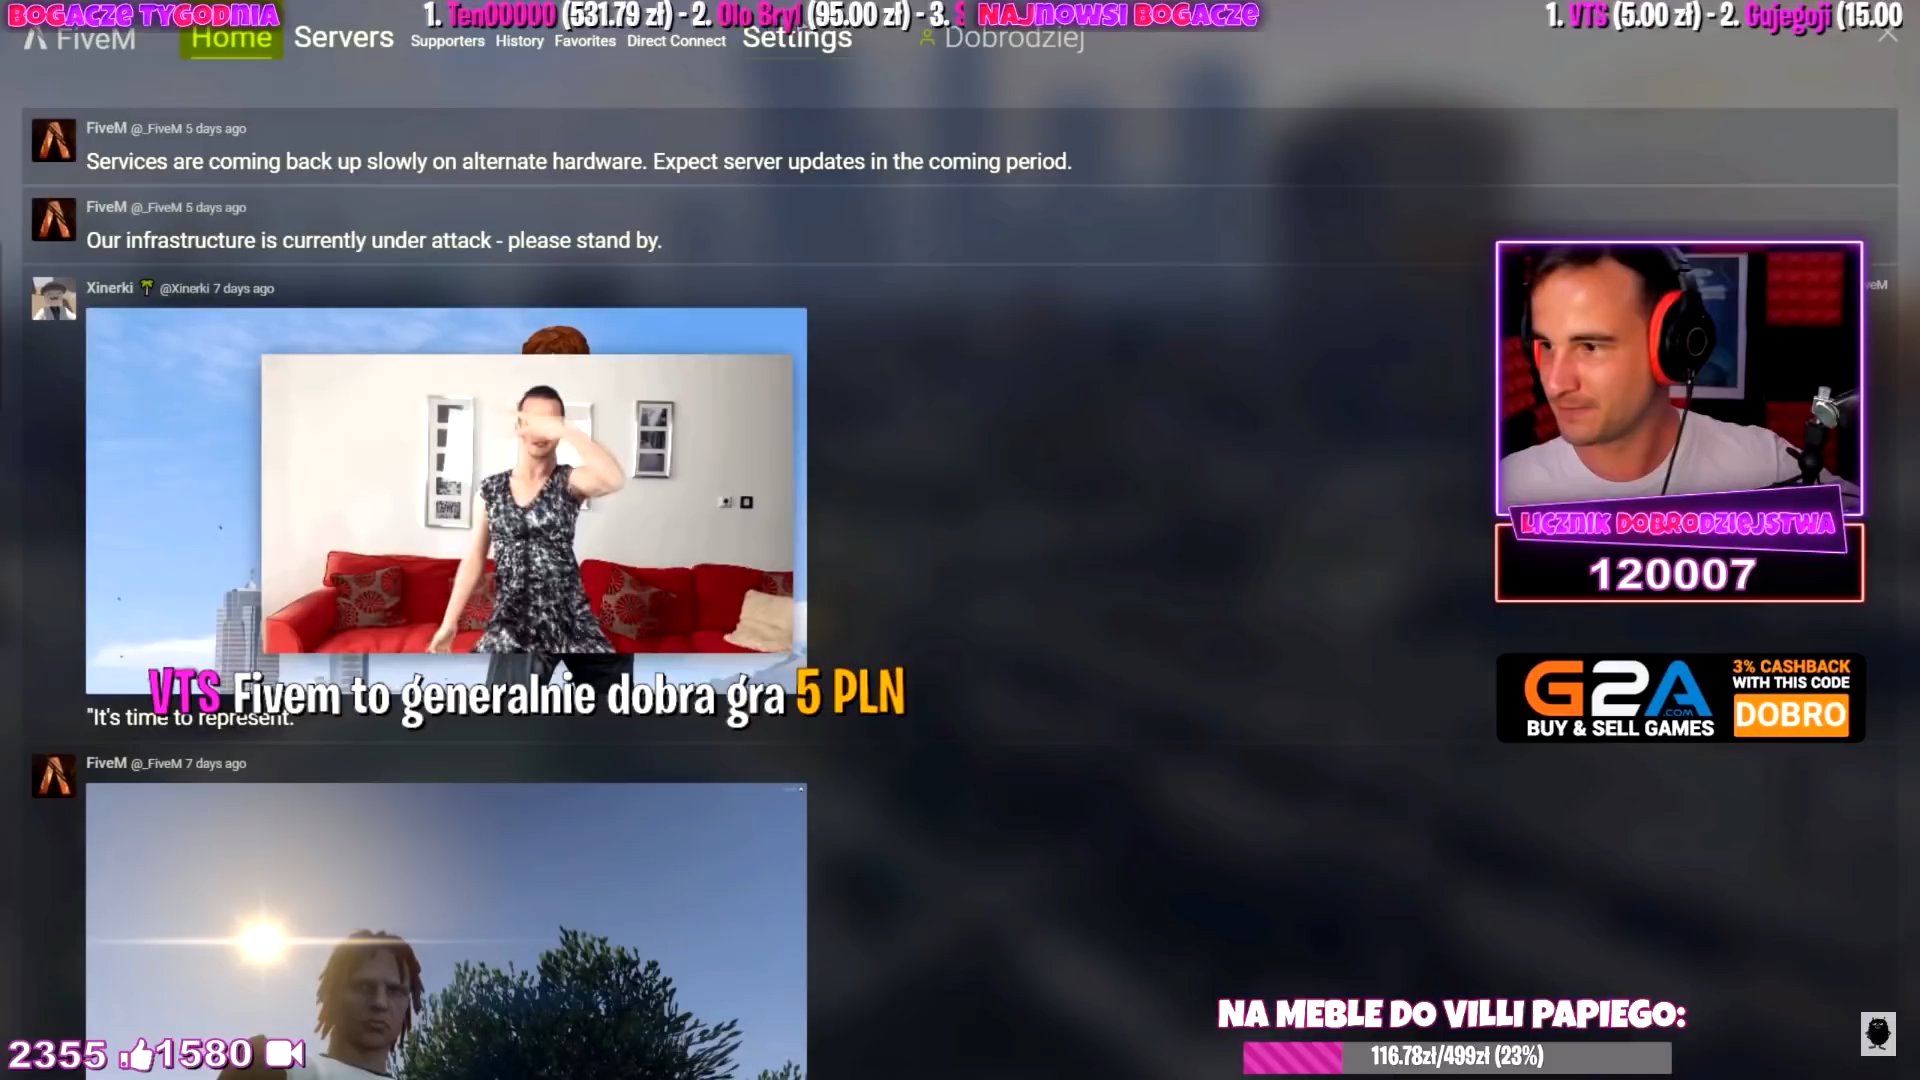 BOGACZE TYGODNIA
1. Ten00000 (531.79 zł) - 2. Olo Bryl (95.00 zł) - 3.
NAJNOWSI BOGACZE
1. VTS (5.00 zł) - 2. Gujegoji (15.00
FiveM
Home
Servers
Supporters
History
Favorites
Direct Connect
Settings
Dobrodziej
FiveM @_FiveM 5 days ago
Services are coming back up slowly on alternate hardware. Expect server updates in the coming period.
FiveM @_FiveM 5 days ago
Our infrastructure is currently under attack - please stand by.
Xinerki @Xinerki 7 days ago
VTS Fivem to generalnie dobra gra 5 PLN
"It's time to represent."
FiveM @_FiveM 7 days ago
LICZNIK DOBRODZIEJSTWA
120007
G2A
.COM
BUY & SELL GAMES
3% CASHBACK
WITH THIS CODE
DOBRO
NA MEBLE DO VILLI PAPIEGO:
116.78zł/499zł (23%)
2355
1580